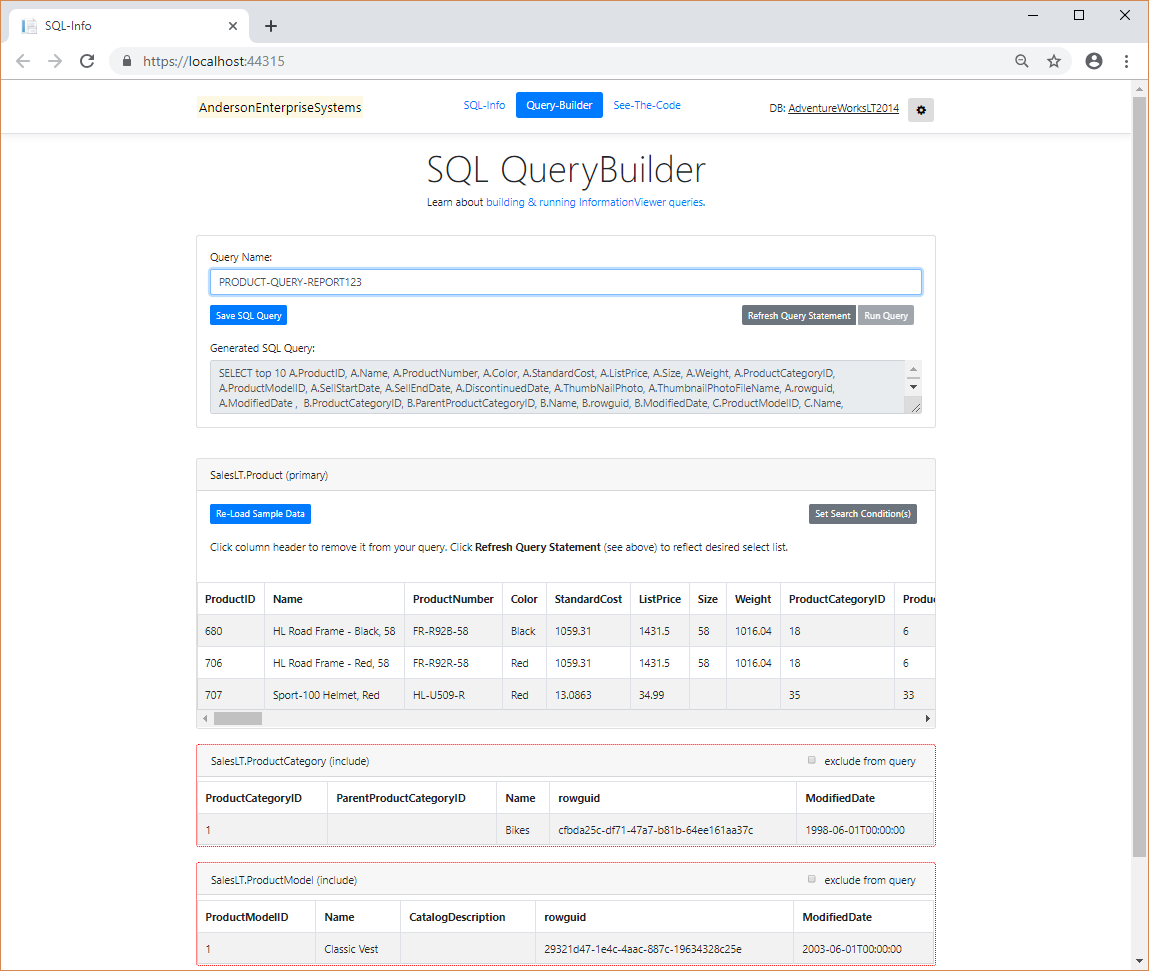 SQL-Info
https://localhost:44315
AndersonEnterpriseSystems SQL-Info Query-Builder See-The-Code DB: AdventureWorksLT2014
SQL QueryBuilder
Learn about building & running InformationViewer queries.
Query Name:
PRODUCT-QUERY-REPORT123
Save SQL Query Refresh Query Statement Run Query
Generated SQL Query:
SELECT top 10 A.ProductID, A.Name, A.ProductNumber, A.Color, A.StandardCost, A.ListPrice, A.Size, A.Weight, A.ProductCategoryID,
A.ProductModelID, A.SellStartDate, A.SellEndDate, A.DiscontinuedDate, A.ThumbNailPhoto, A.ThumbnailPhotoFileName, A.rowguid,
A.ModifiedDate , B.ProductCategoryID, B.ParentProductCategoryID, B.Name, B.rowguid, B.ModifiedDate, C.ProductModelID, C.Name,
SalesLT.Product (primary)
Re-Load Sample Data Set Search Condition(s)
Click column header to remove it from your query. Click Refresh Query Statement (see above) to reflect desired select list.
ProductID Name ProductNumber Color StandardCost ListPrice Size Weight ProductCategoryID Produc
680 HL Road Frame - Black, 58 FR-R92B-58 Black 1059.31 1431.5 58 1016.04 18 6
706 HL Road Frame - Red, 58 FR-R92R-58 Red 1059.31 1431.5 58 1016.04 18 6
707 Sport-100 Helmet, Red HL-U509-R Red 13.0863 34.99 35 33
SalesLT.ProductCategory (include) exclude from query
ProductCategoryID ParentProductCategoryID Name rowguid ModifiedDate
1 Bikes cfbda25c-df71-47a7-b81b-64ee161aa37c 1998-06-01T00:00:00
SalesLT.ProductModel (include) exclude from query
ProductModelID Name CatalogDescription rowguid ModifiedDate
1 Classic Vest 29321d47-1e4c-4aac-887c-19634328c25e 2003-06-01T00:00:00